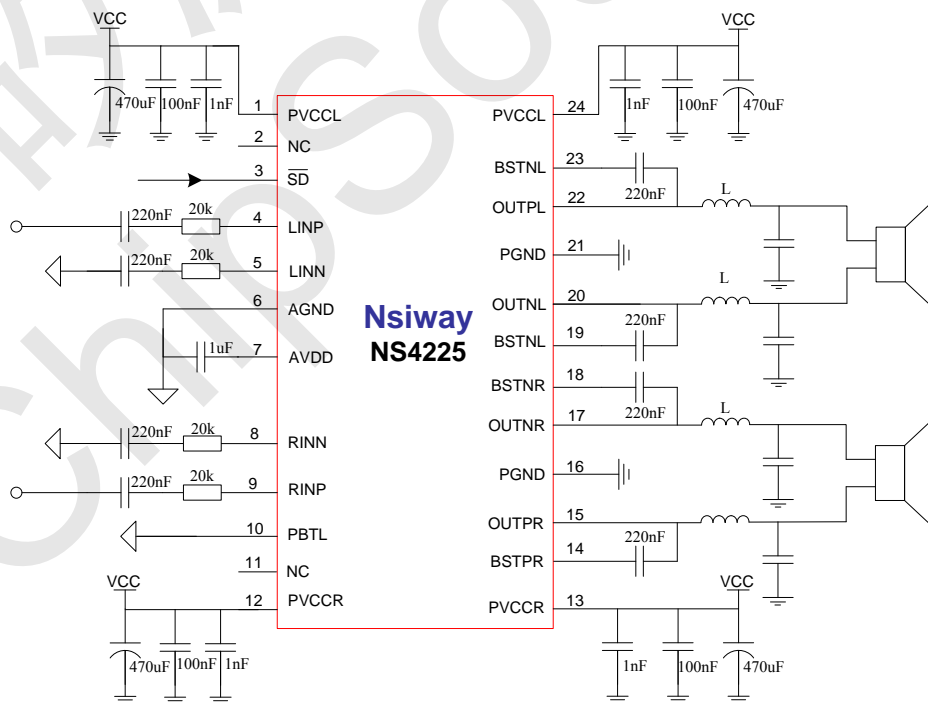 VCC
470uF 100nF 1nF
1 PVCCL
2 NC
3 SD
220nF 20k 4 LINP
220nF 20k 5 LINN
6 AGND
1uF 7 AVDD
220nF 20k 8 RINN
220nF 20k 9 RINP
10 PBTL
11 NC
VCC
12 PVCCR
470uF 100nF 1nF
Nsiway
NS4225
VCC
1nF 100nF 470uF
PVCCL 24
BSTNL 23
220nF
OUTPL 22 L
PGND 21
OUTNL 20 L
220nF
BSTNL 19
BSTNR 18
220nF
OUTNR 17 L
PGND 16
OUTPR 15
220nF
BSTPR 14
VCC
PVCCR 13
1nF 100nF 470uF
ChipSou